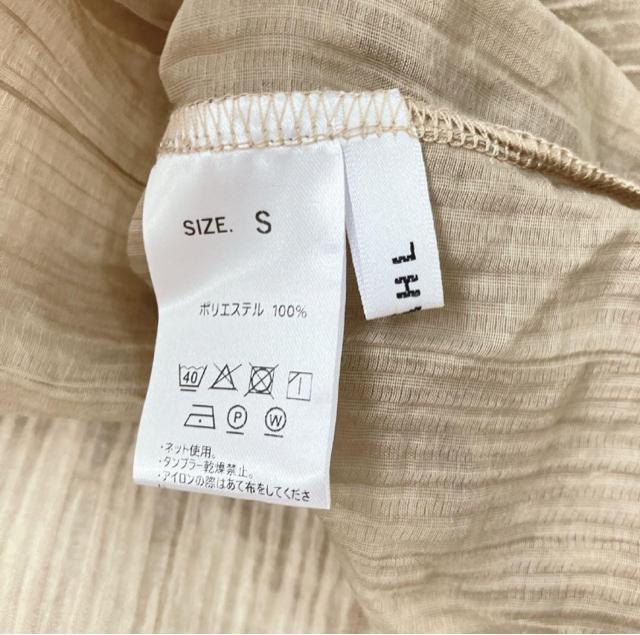 SIZE. S
ポリエステル 100%
40
P W
・ネット使用。
・タンブラー乾燥禁止。
・アイロンの際はあて布をしてくださ